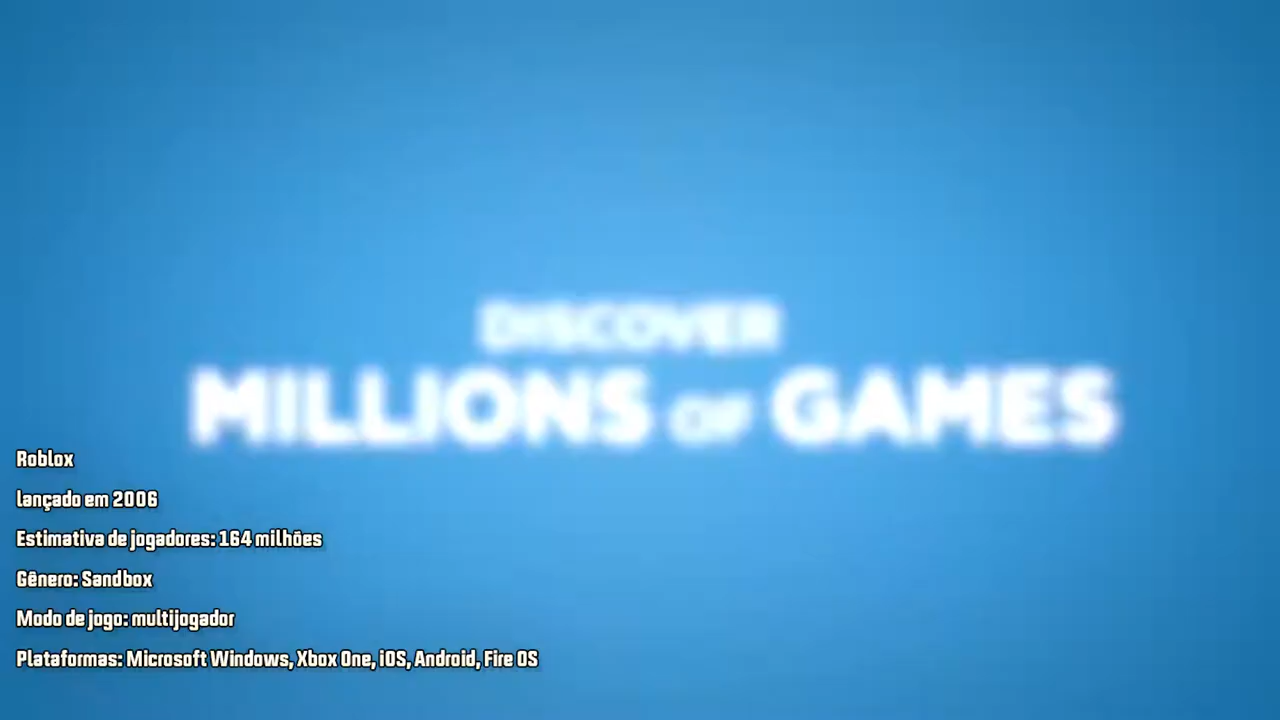 DISCOVER
MILLIONS OF GAMES
Roblox
lançado em 2006
Estimativa de jogadores: 164 milhões
Gênero: Sandbox
Modo de jogo: multijogador
Plataformas: Microsoft Windows, Xbox One, iOS, Android, Fire OS